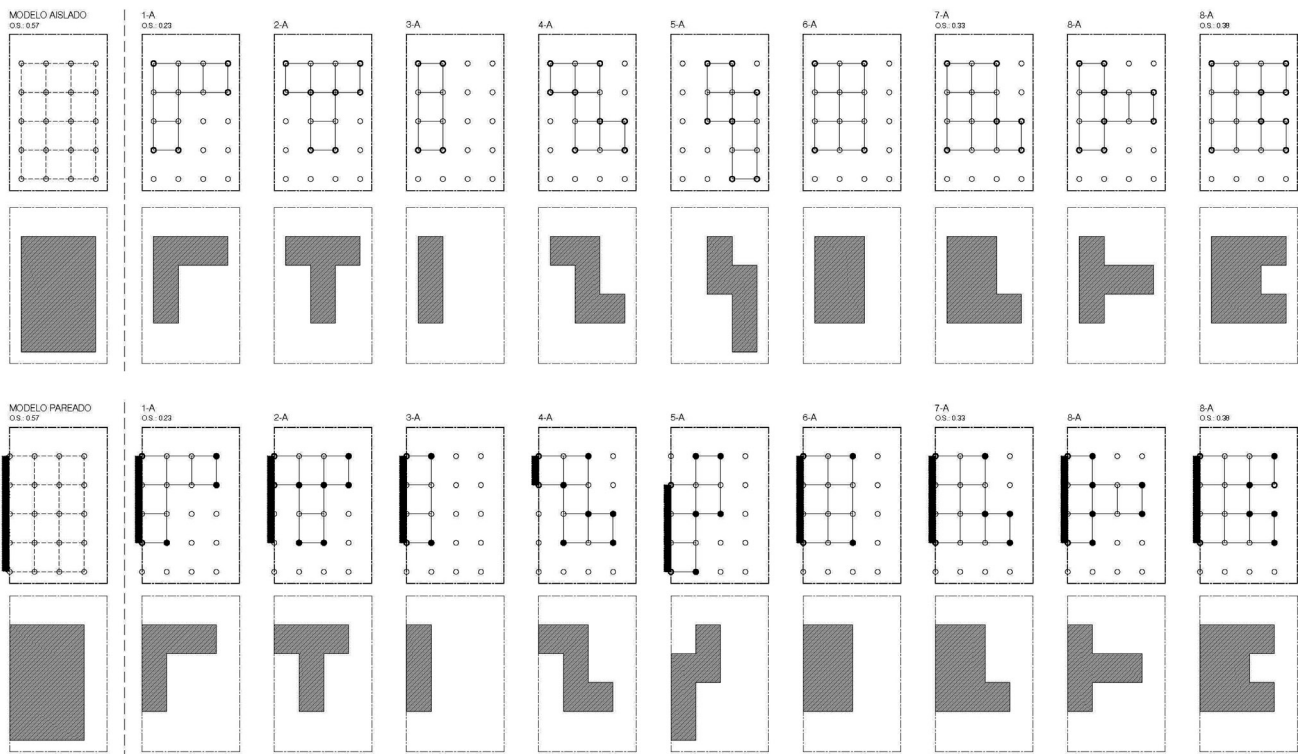 MODELO AISLADO
O.S.: 0.57
1-A
O.S.: 0.23
2-A
3-A
4-A
5-A
6-A
7-A
O.S.: 0.33
8-A
8-A
O.S.: 0.38
MODELO PAREADO
O.S.: 0.57
1-A
O.S.: 0.23
2-A
3-A
4-A
5-A
6-A
7-A
O.S.: 0.33
8-A
8-A
O.S.: 0.38